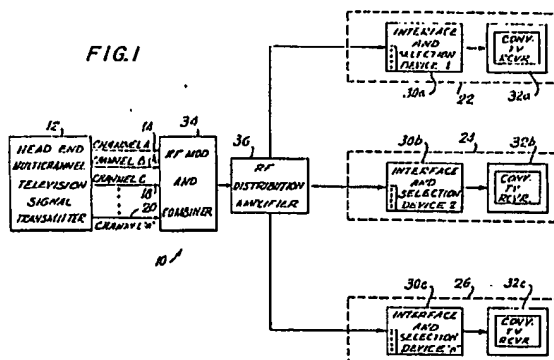 FIG.1
12
HEAD END
MULTICHANNEL
TELEVISION
SIGNAL
TRANSMITTER
CHANNEL A
14
CHANNEL B
CHANNEL C
18
20
CHANNEL "N"
34
RF MOD
AND
COMBINER
10
36
RF
DISTRIBUTION
AMPLIFIER
INTERFACE
AND
SELECTION
DEVICE 1
30a
CONV.
TV
RCVR
32a
22
30b
INTERFACE
AND
SELECTION
DEVICE 2
24
32b
CONV.
TV
RCVR
30c
INTERFACE
AND
SELECTION
DEVICE "N"
26
32c
CONV.
TV
RCVR